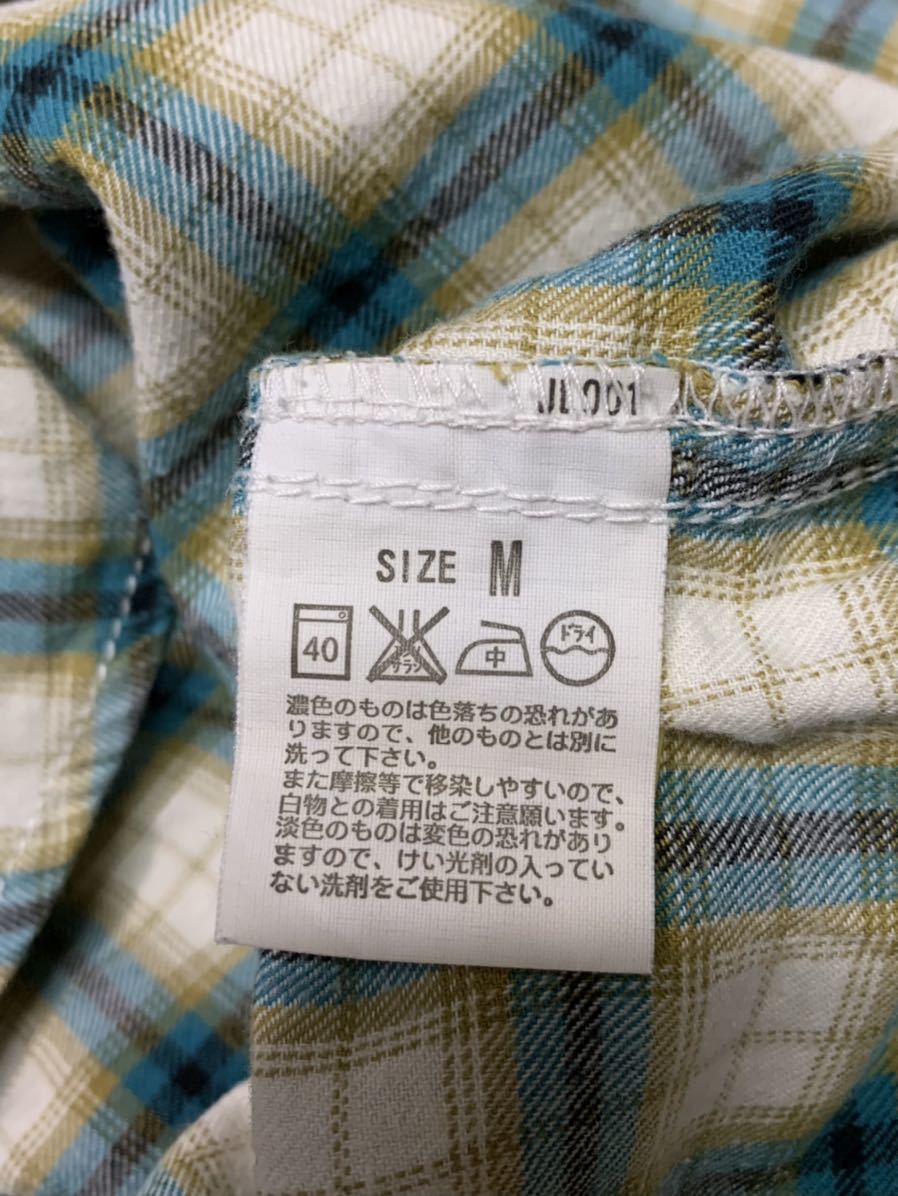 JL001
SIZE M
40 サラシ 中 ドライ
濃色のものは色落ちの恐れがあ
りますので、他のものとは別に
洗って下さい。
また摩擦等で移染しやすいので、
白物との着用はご注意願います。
淡色のものは変色の恐れがあり
ますので、けい光剤の入ってい
ない洗剤をご使用下さい。